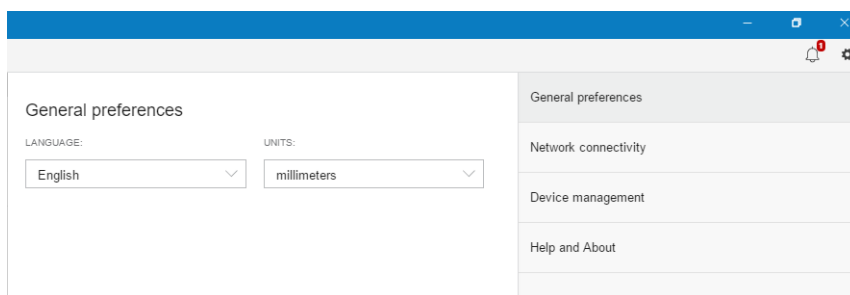 1
General preferences
LANGUAGE:
UNITS:
English
millimeters
General preferences
Network connectivity
Device management
Help and About